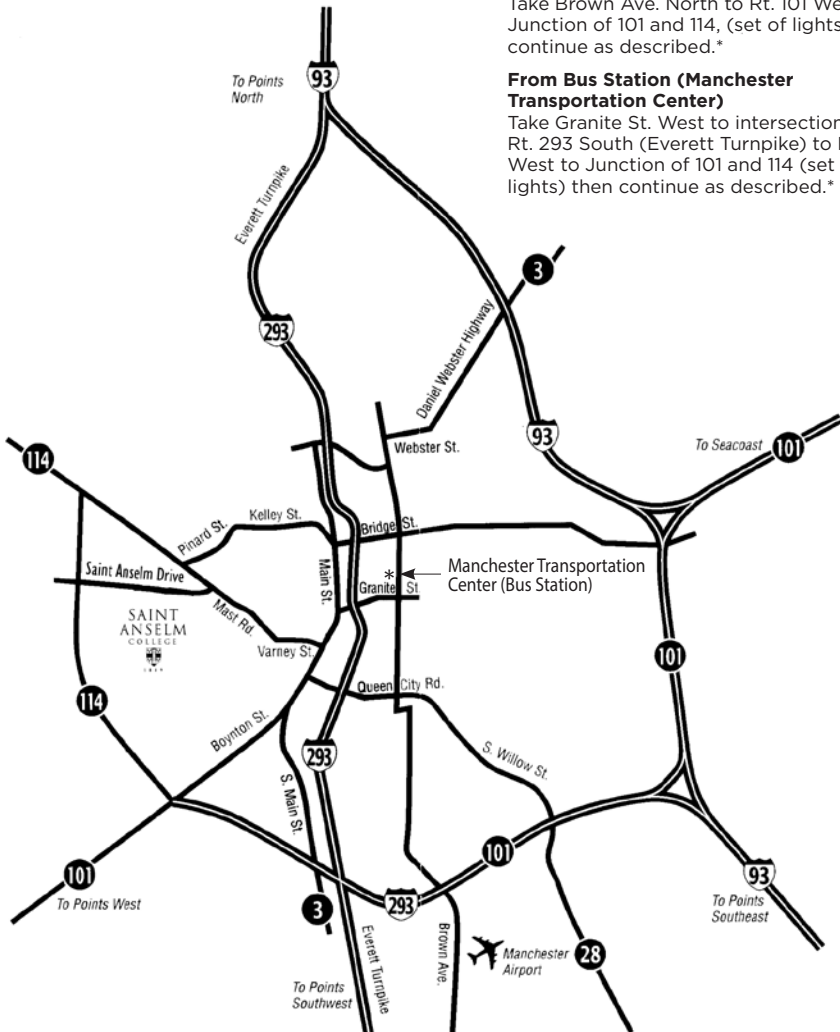 Take Brown Ave. North to Rt. 101 We
Junction of 101 and 114, (set of lights
continue as described.*
From Bus Station (Manchester
Transportation Center)
Take Granite St. West to intersection
Rt. 293 South (Everett Turnpike) to
West to Junction of 101 and 114 (set
lights) then continue as described.*
To Points
North
93
Everett Turnpike
3
293
Daniel Webster Highway
93
To Seacoast
101
114
Webster St.
Pinard St.
Kelley St.
Bridge St.
Saint Anselm Drive
Main St.
*
Manchester Transportation
Center (Bus Station)
Granite St.
SAINT
ANSELM
COLLEGE
Mast Rd.
Varney St.
101
114
Queen City Rd.
Boynton St.
293
S. Willow St.
S. Main St.
101
101
To Points West
3
293
93
To Points
Southeast
Everett Turnpike
Brown Ave.
Manchester
Airport
28
To Points
Southwest